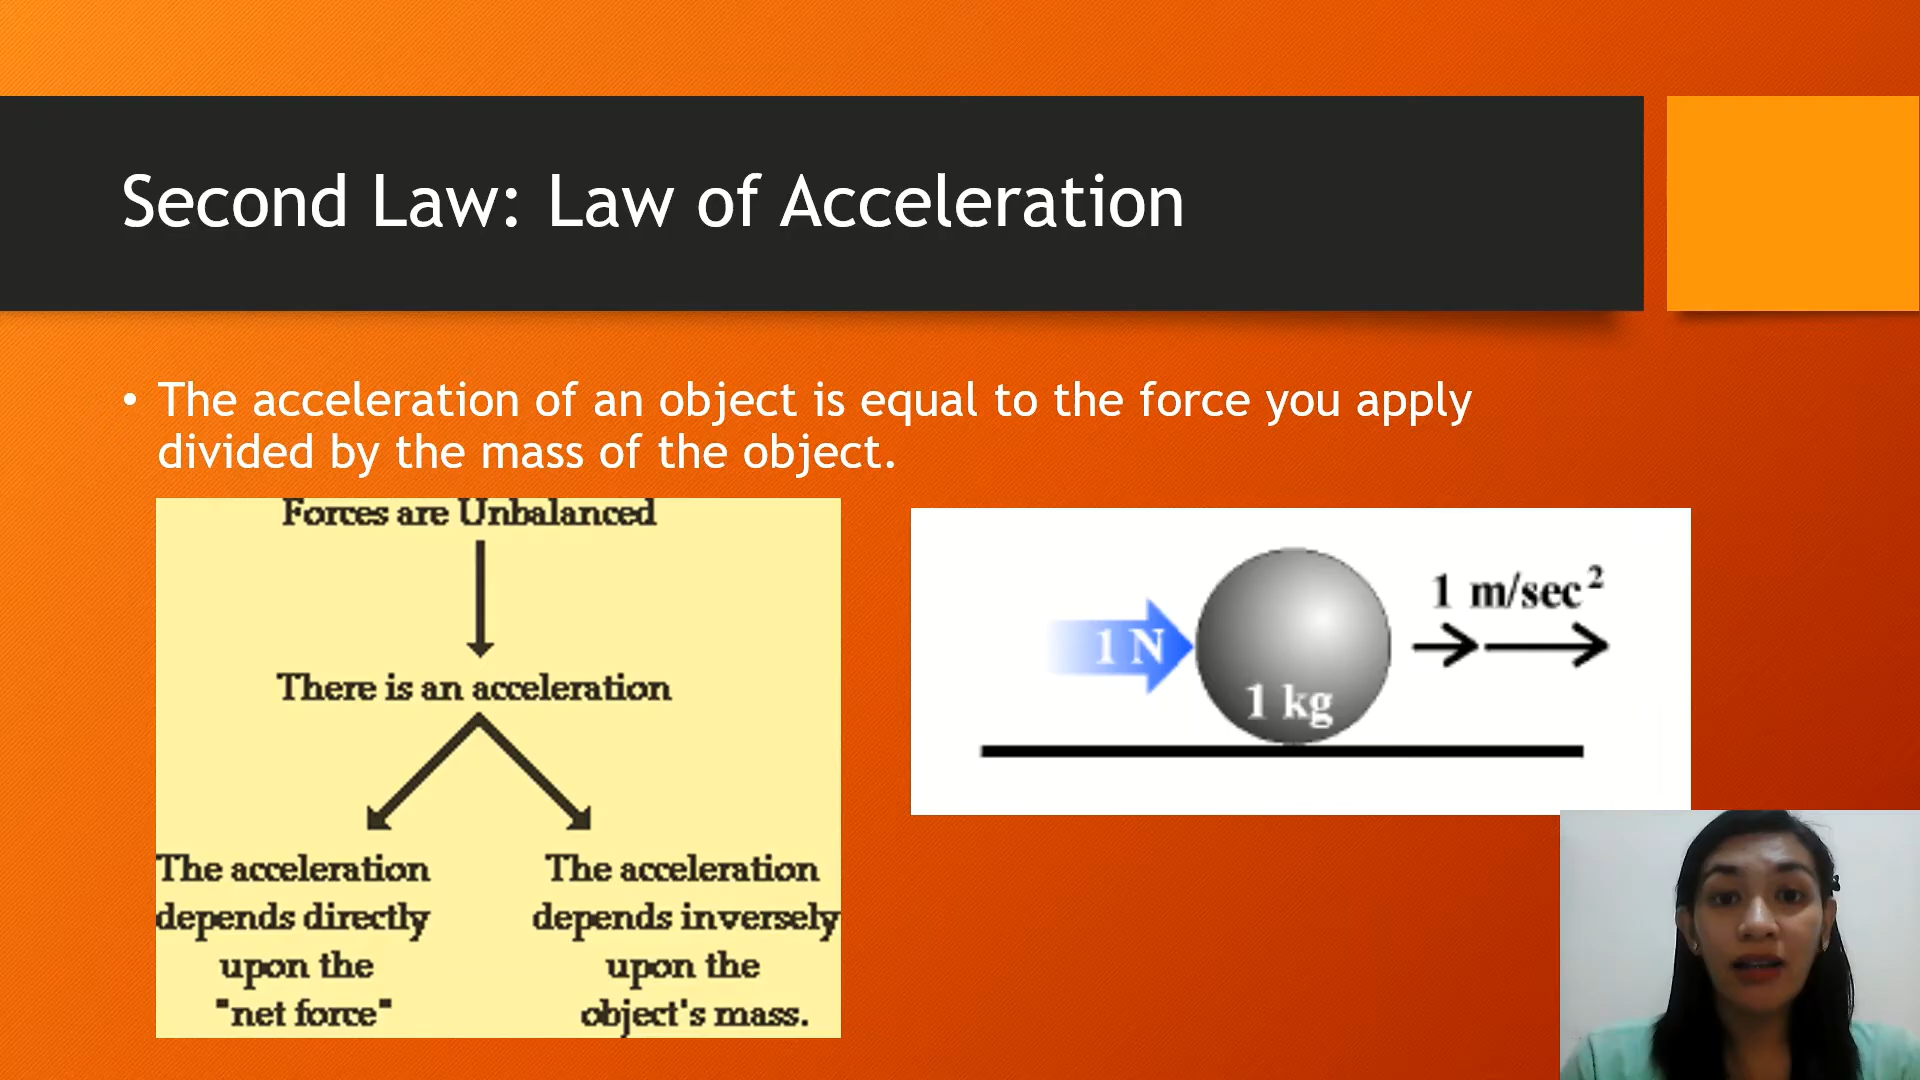 Second Law: Law of Acceleration
• The acceleration of an object is equal to the force you apply
divided by the mass of the object.
Forces are Unbalanced
There is an acceleration
The acceleration
depends directly
upon the
"net force"
The acceleration
depends inversely
upon the
object's mass.
1 N
1 kg
1 m/sec²